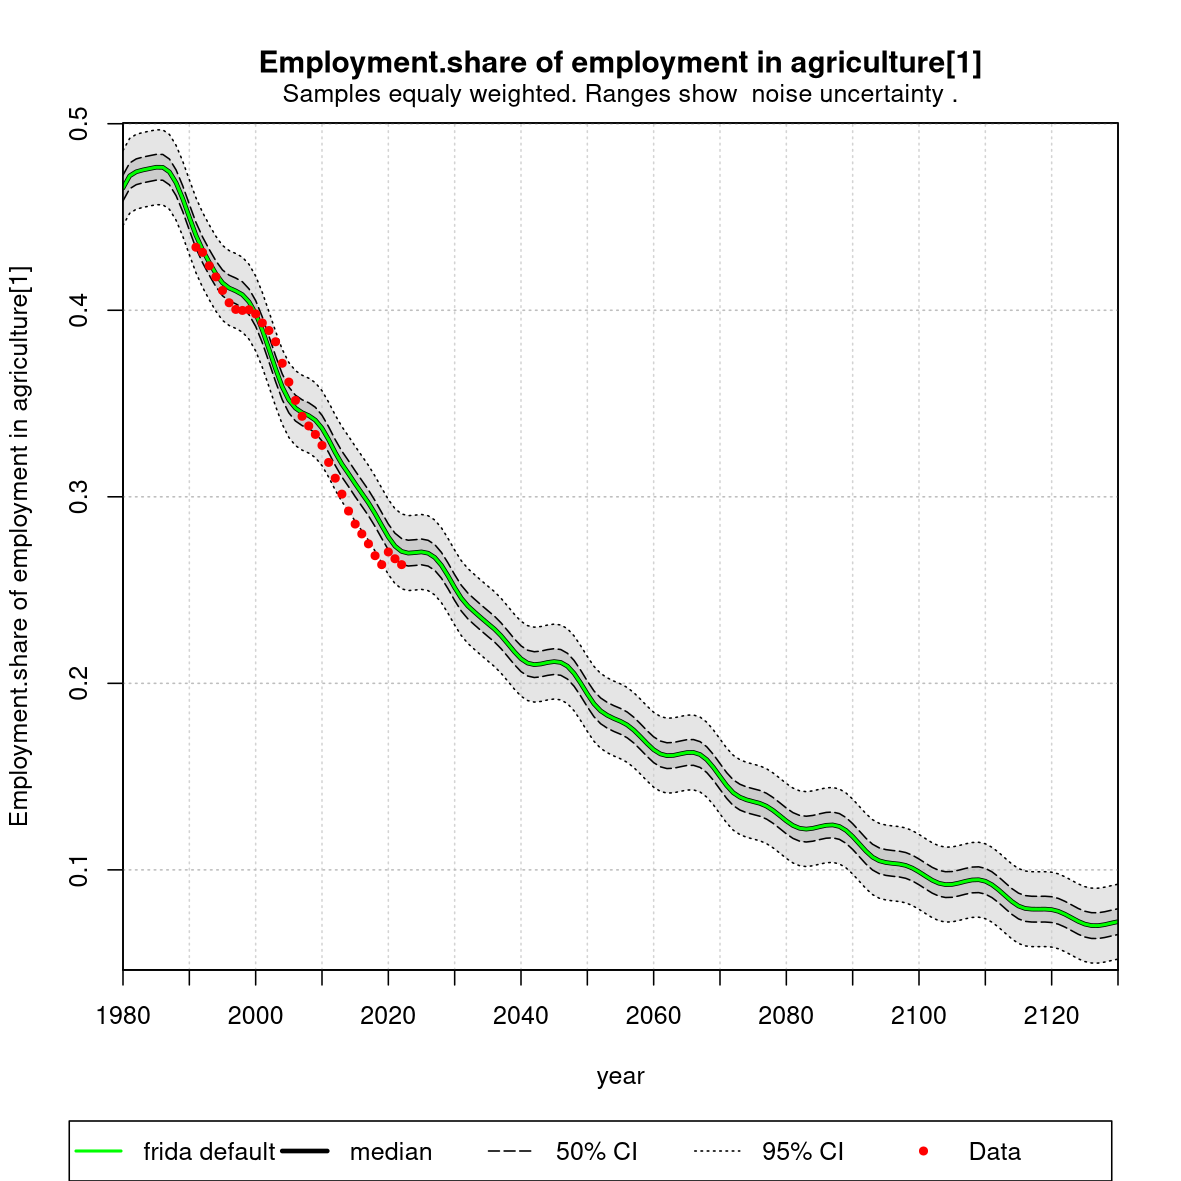 Employment.share of employment in agriculture[1]
Samples equaly weighted. Ranges show  noise uncertainty .
Employment.share of employment in agriculture[1]
0.5
0.4
0.3
0.2
0.1
1980 2000 2020 2040 2060 2080 2100 2120
year
frida default median 50% CI 95% CI Data